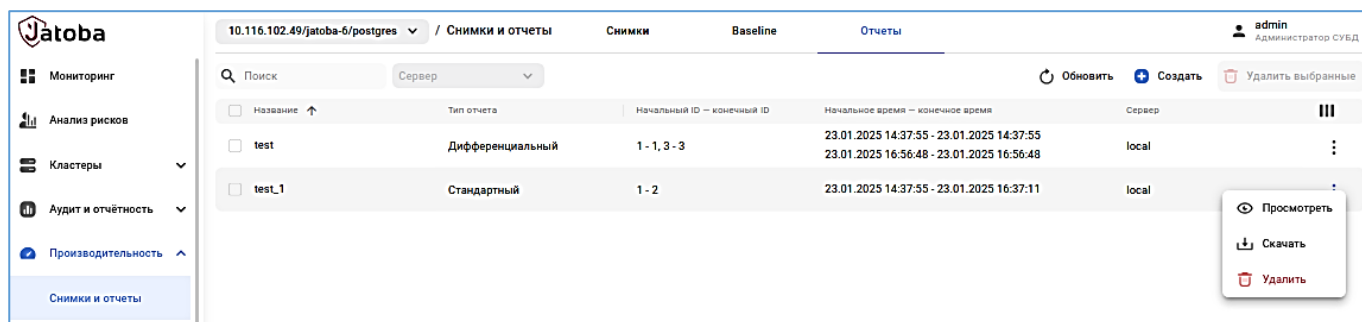 Jatoba
10.116.102.49/jatoba-6/postgres / Снимки и отчеты Снимки Baseline Отчеты
admin
Администратор СУБД
Мониторинг
Анализ рисков
Кластеры
Аудит и отчётность
Производительность
Снимки и отчеты
Поиск Сервер Обновить Создать Удалить выбранные
Название Тип отчета Начальный ID — конечный ID Начальное время — конечное время Сервер
test Дифференциальный 1 - 1, 3 - 3 23.01.2025 14:37:55 - 23.01.2025 14:37:55 local
23.01.2025 16:56:48 - 23.01.2025 16:56:48
test_1 Стандартный 1 - 2 23.01.2025 14:37:55 - 23.01.2025 16:37:11 local
Просмотреть
Скачать
Удалить